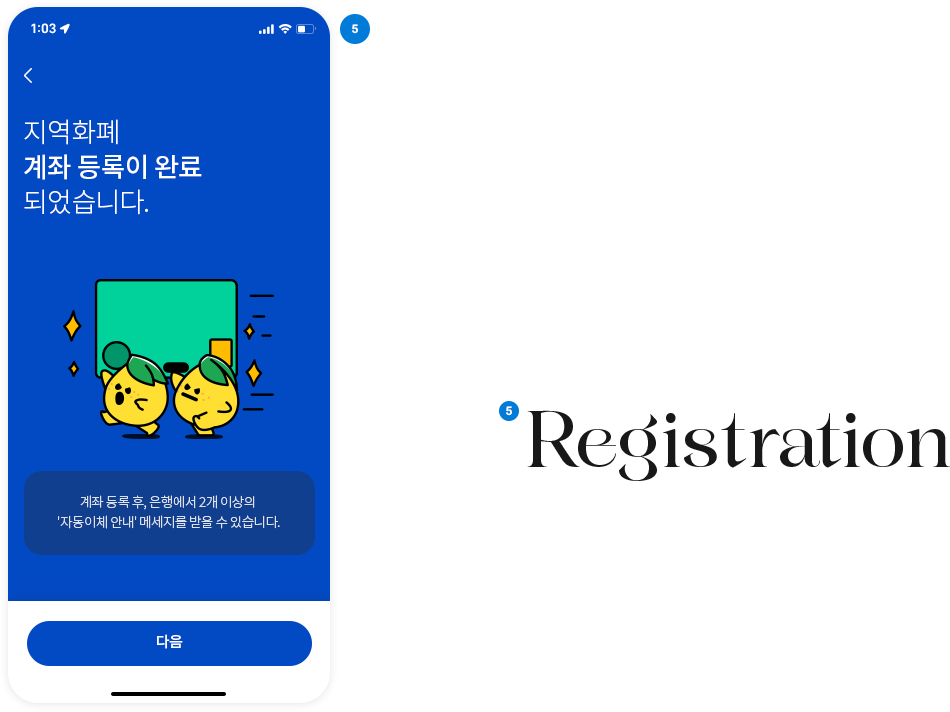 1:03
5
지역화폐
계좌 등록이 완료
되었습니다.
5
Registration
계좌 등록 후, 은행에서 2개 이상의
'자동이체 안내' 메세지를 받을 수 있습니다.
다음